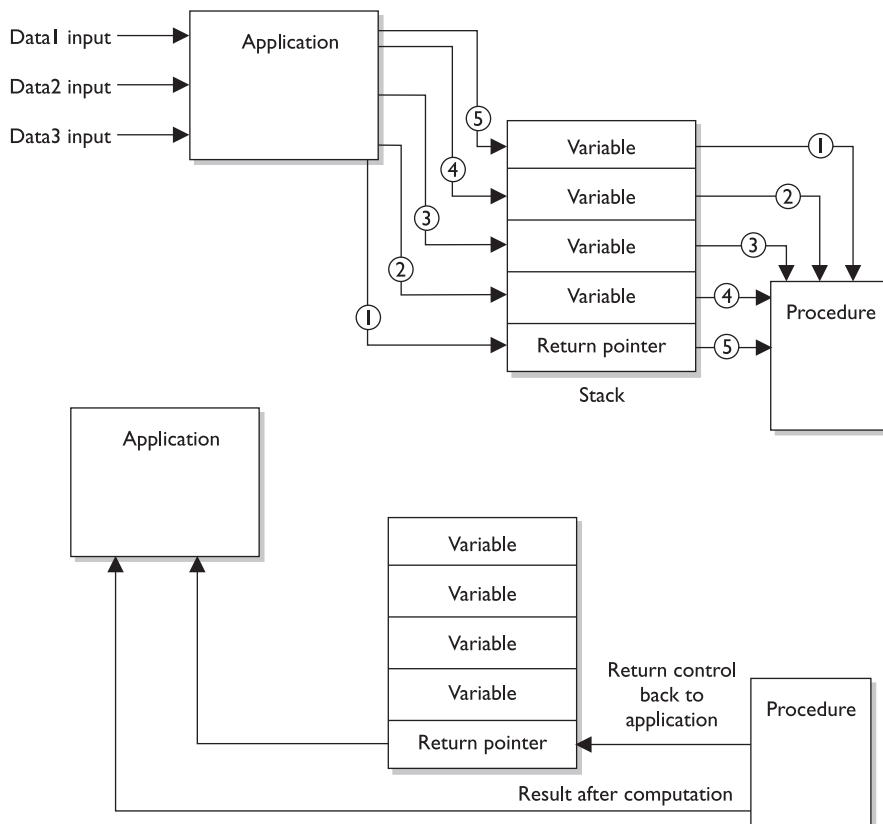 Data1 input
Data2 input
Data3 input
Application
5
4
3
2
1
Variable
Variable
Variable
Variable
Return pointer
Stack
1
2
3
4
5
Procedure
Application
Variable
Variable
Variable
Variable
Return pointer
Return control
back to
application
Procedure
Result after computation